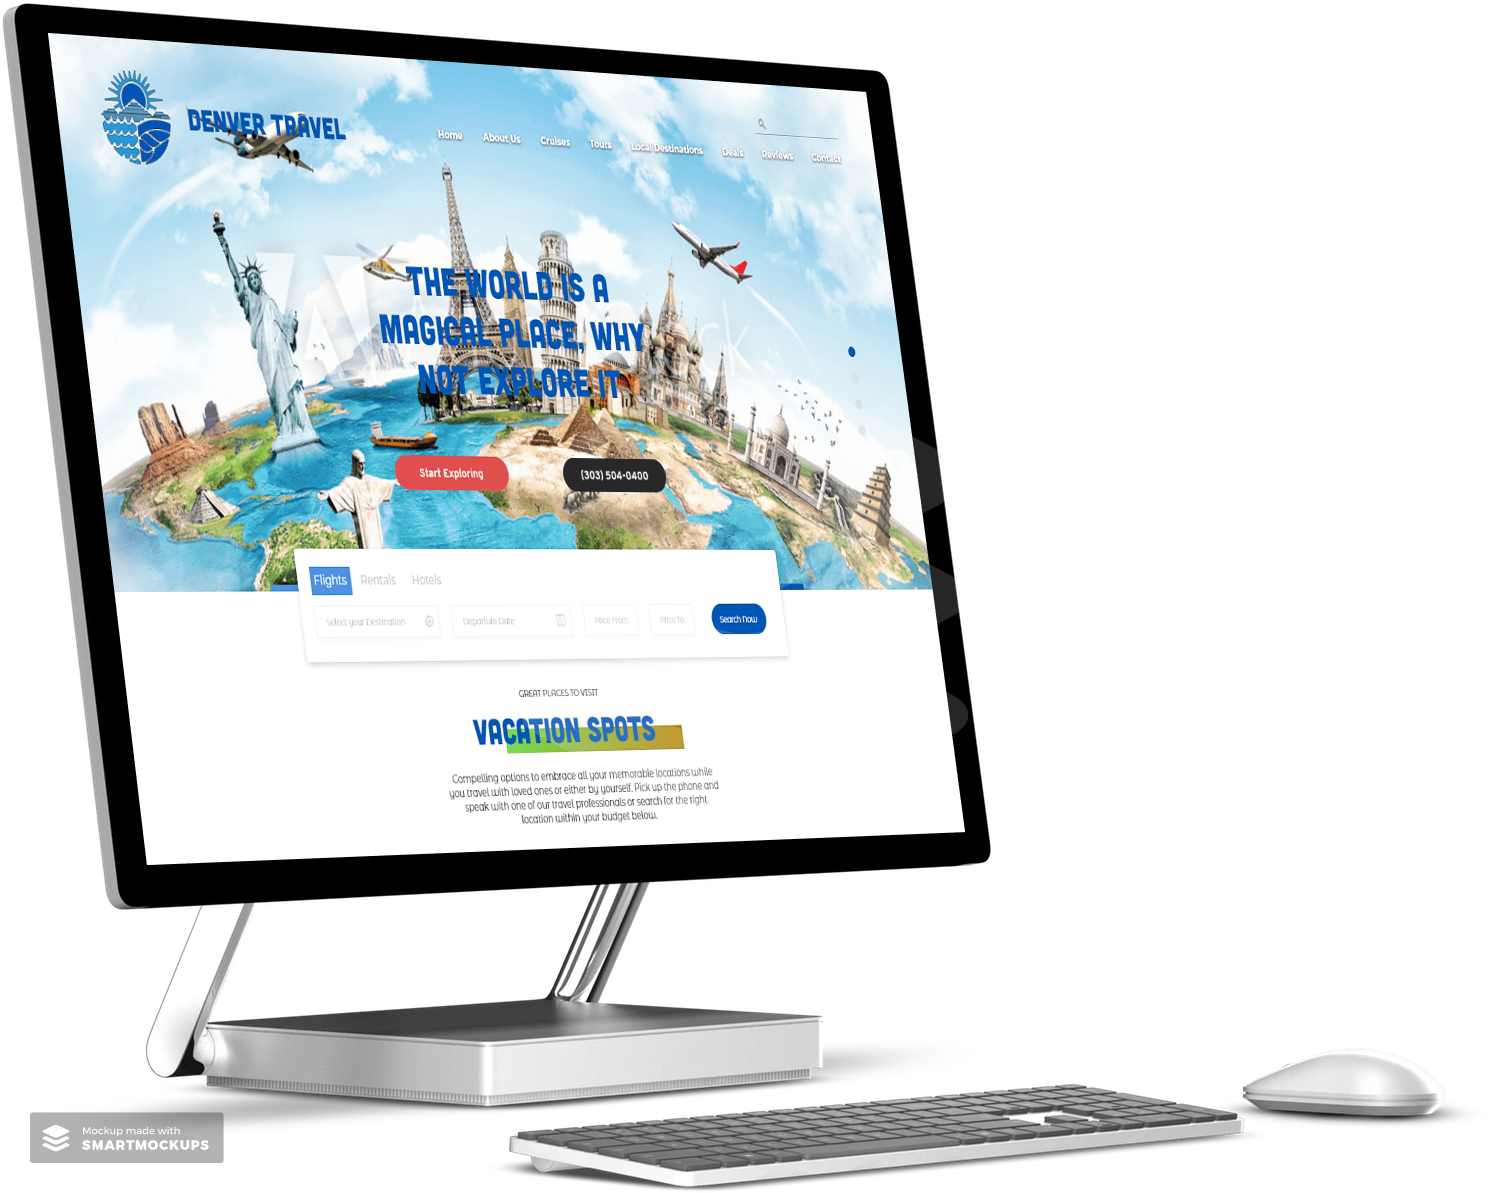 DENVER TRAVEL
Home About Us Cruises Tours Local Destinations Deals Reviews Contact
THE WORLD IS A
MAGICAL PLACE, WHY
NOT EXPLORE IT
Start Exploring (303) 504-0400
Flights Rentals Hotels
Select your Destination Departure Date Price From Price To Search Now
GREAT PLACES TO VISIT
VACATION SPOTS
Compelling options to embrace all your memorable locations while
you travel with loved ones or either by yourself. Pick up the phone and
speak with one of our travel professionals or search for the right
location within your budget below.
Mockup made with
SMARTMOCKUPS